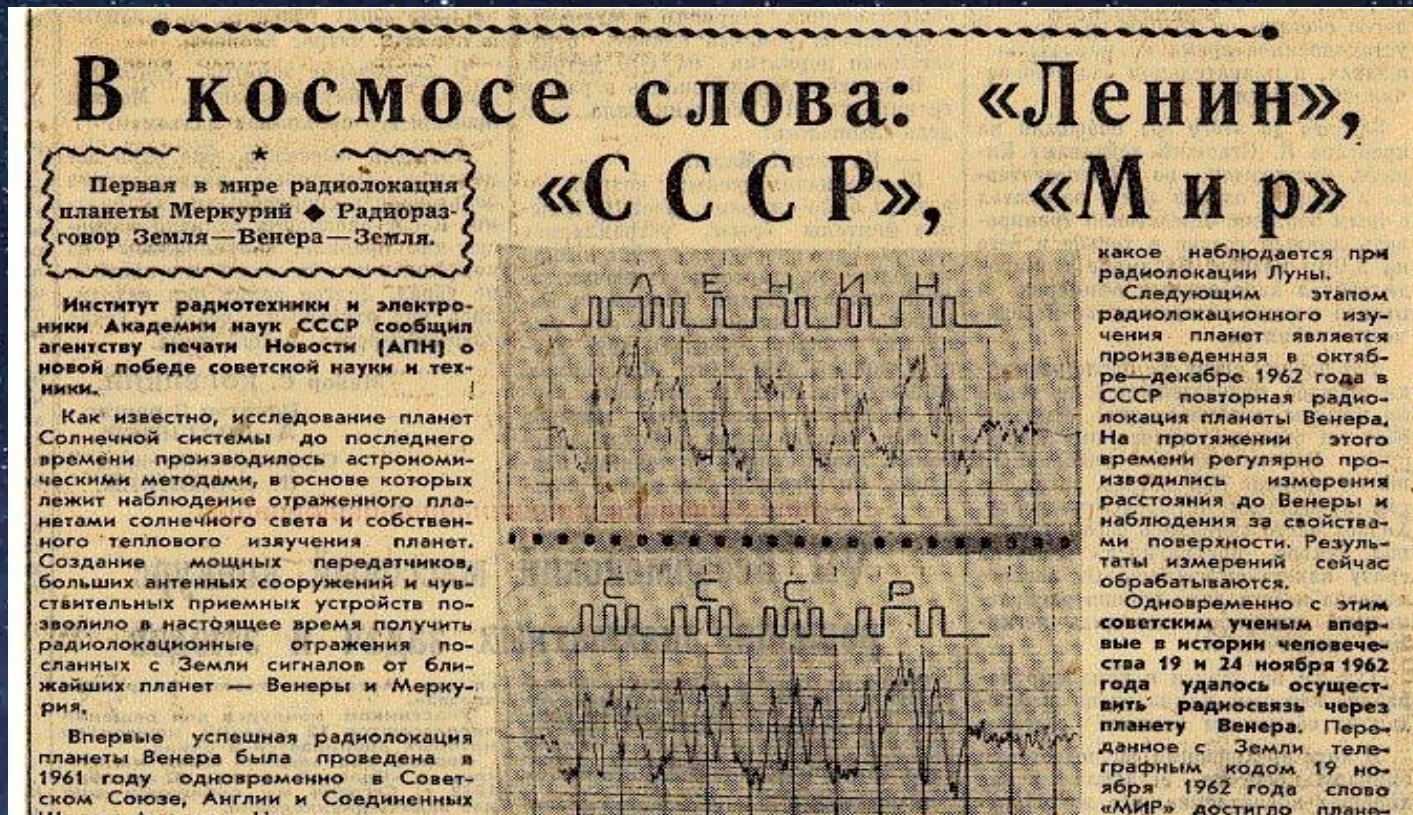 В космосе слова: «Ленин»,
«СССР», «Мир»
Первая в мире радиолокация
планеты Меркурий ◆ Радиораз-
говор Земля—Венера—Земля.
Институт радиотехники и электро-
ники Академии наук СССР сообщил
агентству печати Новости (АПН) о
новой победе советской науки и тех-
ники.
Как известно, исследование планет
Солнечной системы до последнего
времени производилось астрономи-
ческими методами, в основе которых
лежит наблюдение отраженного пла-
нетами солнечного света и собствен-
ного теплового излучения планет.
Создание мощных передатчиков,
больших антенных сооружений и чув-
ствительных приемных устройств по-
зволило в настоящее время получить
радиолокационные отражения по-
сланных с Земли сигналов от бли-
жайших планет — Венеры и Мерку-
рия.
Впервые успешная радиолокация
планеты Венера была проведена в
1961 году одновременно в Совет-
ском Союзе, Англии и Соединенных
ЛЕНИН
СССР
какое наблюдается при
радиолокации Луны.
Следующим этапом
радиолокационного изу-
чения планет является
произведенная в октяб-
ре—декабре 1962 года в
СССР повторная радио-
локация планеты Венера.
На протяжении этого
времени регулярно про-
изводились измерения
расстояния до Венеры и
наблюдения за свойства-
ми поверхности. Резуль-
таты измерений сейчас
обрабатываются.
Одновременно с этим
советским ученым впер-
вые в истории человече-
ства 19 и 24 ноября 1962
года удалось осущест-
вить радиосвязь через
планету Венера. Пере-
данное с Земли теле-
графным кодом 19 но-
ября 1962 года слово
«МИР» достигло плане-